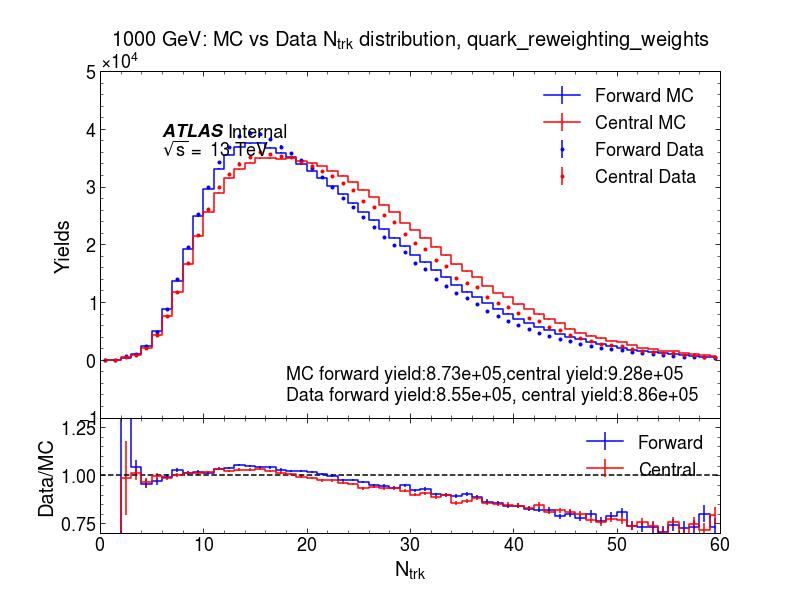 1000 GeV: MC vs Data N_trk distribution, quark_reweighting_weights
×10⁴
5
4
3
2
1
0
−1
Yields
ATLAS Internal
√s = 13 TeV
Forward MC
Central MC
Forward Data
Central Data
MC forward yield:8.73e+05,central yield:9.28e+05
Data forward yield:8.55e+05, central yield:8.86e+05
1.25
1.00
0.75
Data/MC
Forward
Central
0 10 20 30 40 50 60
N_trk